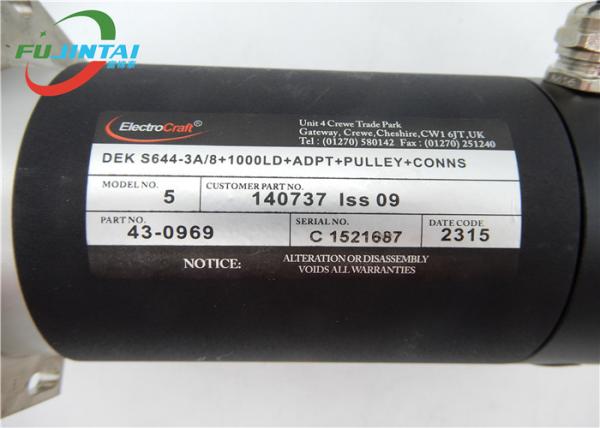 FUJINTAI
ElectroCraft®
Unit 4 Crewe Trade Park
Gateway, Crewe,Cheshire,CW1 6JT,UK
Tel : (01270) 580142 Fax : (01270) 251240
DEK S644-3A/8+1000LD+ADPT+PULLEY+CONNS
MODEL NO. 5 CUSTOMER PART NO. 140737 Iss 09
PART NO. 43-0969 SERIAL NO. C 1521687 DATE CODE 2315
NOTICE: ALTERATION OR DISASSEMBLY
VOIDS ALL WARRANTIES